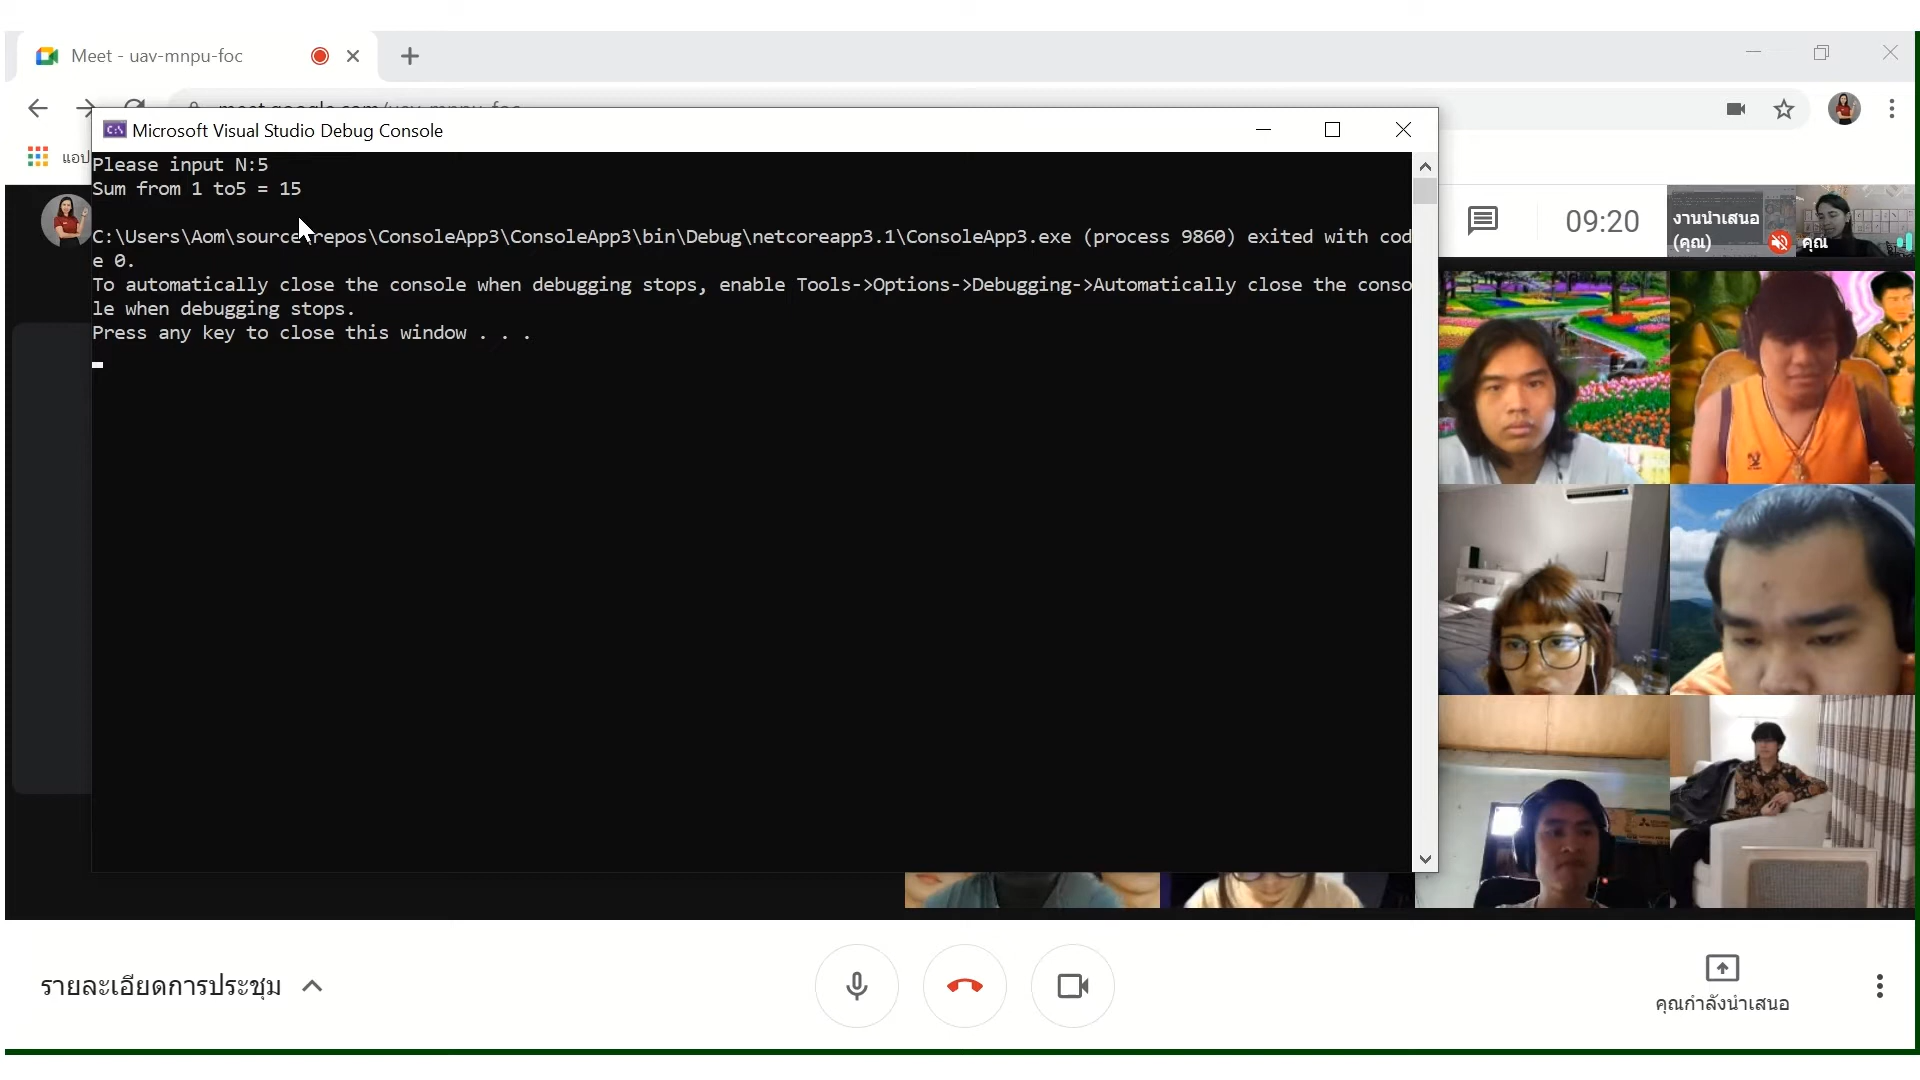 Meet - uav-mnpu-foc
Microsoft Visual Studio Debug Console
Please input N:5
Sum from 1 to5 = 15
C:\Users\Aom\source\repos\ConsoleApp3\ConsoleApp3\bin\Debug\netcoreapp3.1\ConsoleApp3.exe (process 9860) exited with cod
e 0.
To automatically close the console when debugging stops, enable Tools->Options->Debugging->Automatically close the conso
le when debugging stops.
Press any key to close this window . . .
แอป
09:20
งานนำเสนอ
(คุณ)
คุณ
รายละเอียดการประชุม
คุณกำลังนำเสนอ